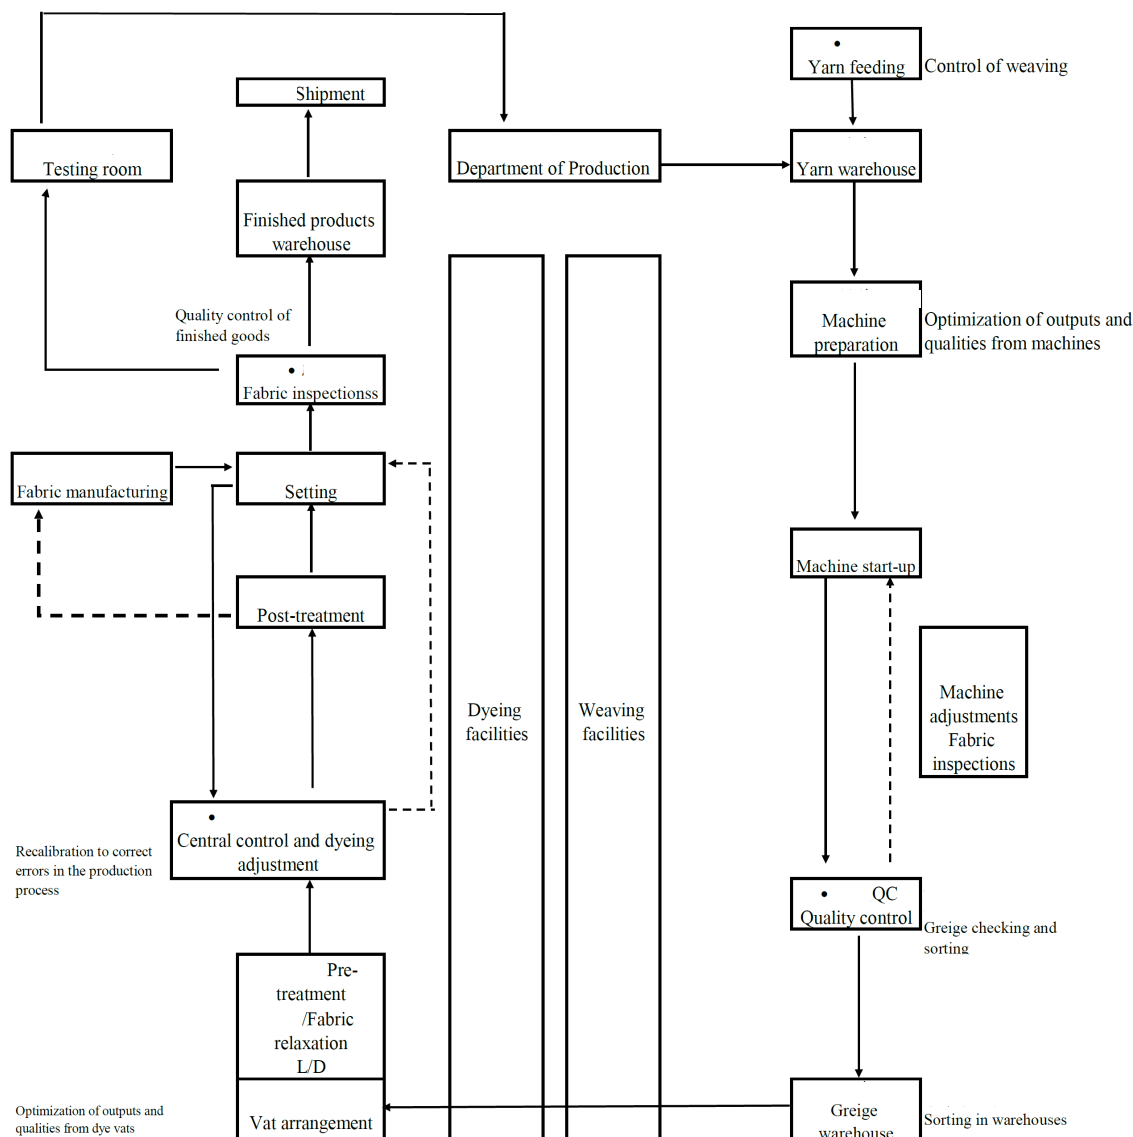 • 
Yarn feeding
Control of weaving
Shipment
Testing room
Department of Production
Yarn warehouse
Finished products
warehouse
Quality control of
finished goods
Machine
preparation
Optimization of outputs and
qualities from machines
•
Fabric inspectionss
Fabric manufacturing
Setting
Machine start-up
Post-treatment
Dyeing
facilities
Weaving
facilities
Machine
adjustments
Fabric
inspections
•
Central control and dyeing
adjustment
Recalibration to correct
errors in the production
process
• QC
Quality control
Greige checking and
sorting
Pre-
treatment
/Fabric
relaxation
L/D
Vat arrangement
Optimization of outputs and
qualities from dye vats
Greige
warehouse
Sorting in warehouses